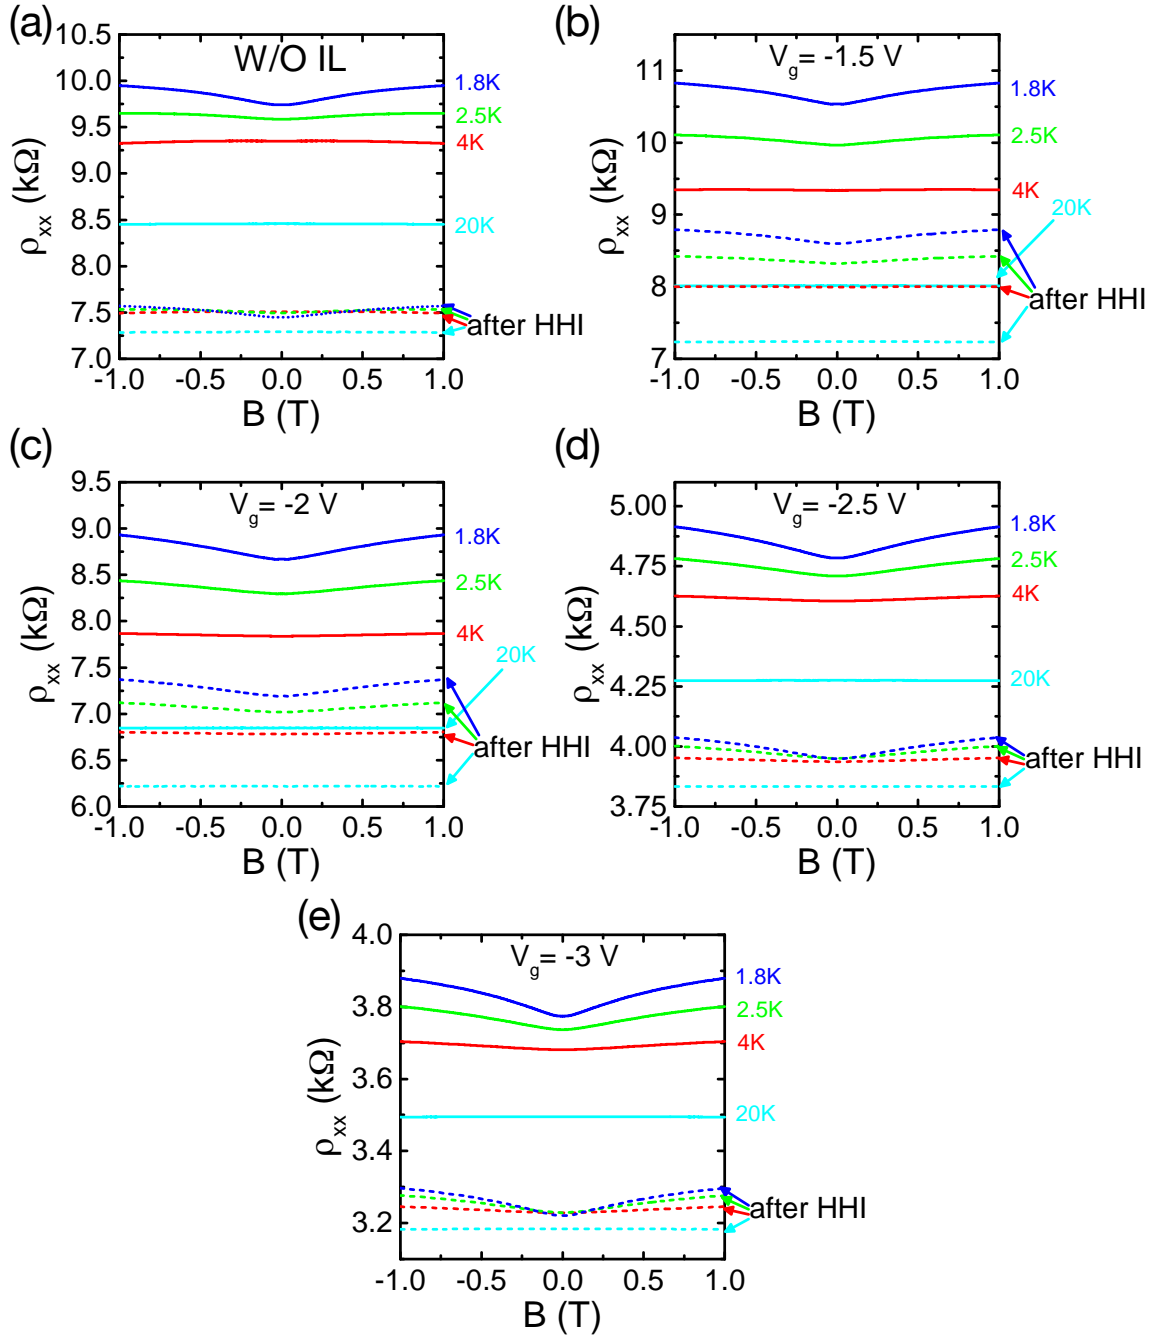 (a)
W/O IL
10.5
10.0
9.5
9.0
8.5
8.0
7.5
7.0
ρxx (kΩ)
1.8K
2.5K
4K
20K
after HHI
-1.0 -0.5 0.0 0.5 1.0
B (T)
(b)
Vg= -1.5 V
11
10
9
8
7
ρxx (kΩ)
1.8K
2.5K
4K
20K
after HHI
-1.0 -0.5 0.0 0.5 1.0
B (T)
(c)
Vg= -2 V
9.5
9.0
8.5
8.0
7.5
7.0
6.5
6.0
ρxx (kΩ)
1.8K
2.5K
4K
20K
after HHI
-1.0 -0.5 0.0 0.5 1.0
B (T)
(d)
Vg= -2.5 V
5.00
4.75
4.50
4.25
4.00
3.75
ρxx (kΩ)
1.8K
2.5K
4K
20K
after HHI
-1.0 -0.5 0.0 0.5 1.0
B (T)
(e)
Vg= -3 V
4.0
3.8
3.6
3.4
3.2
ρxx (kΩ)
1.8K
2.5K
4K
20K
after HHI
-1.0 -0.5 0.0 0.5 1.0
B (T)